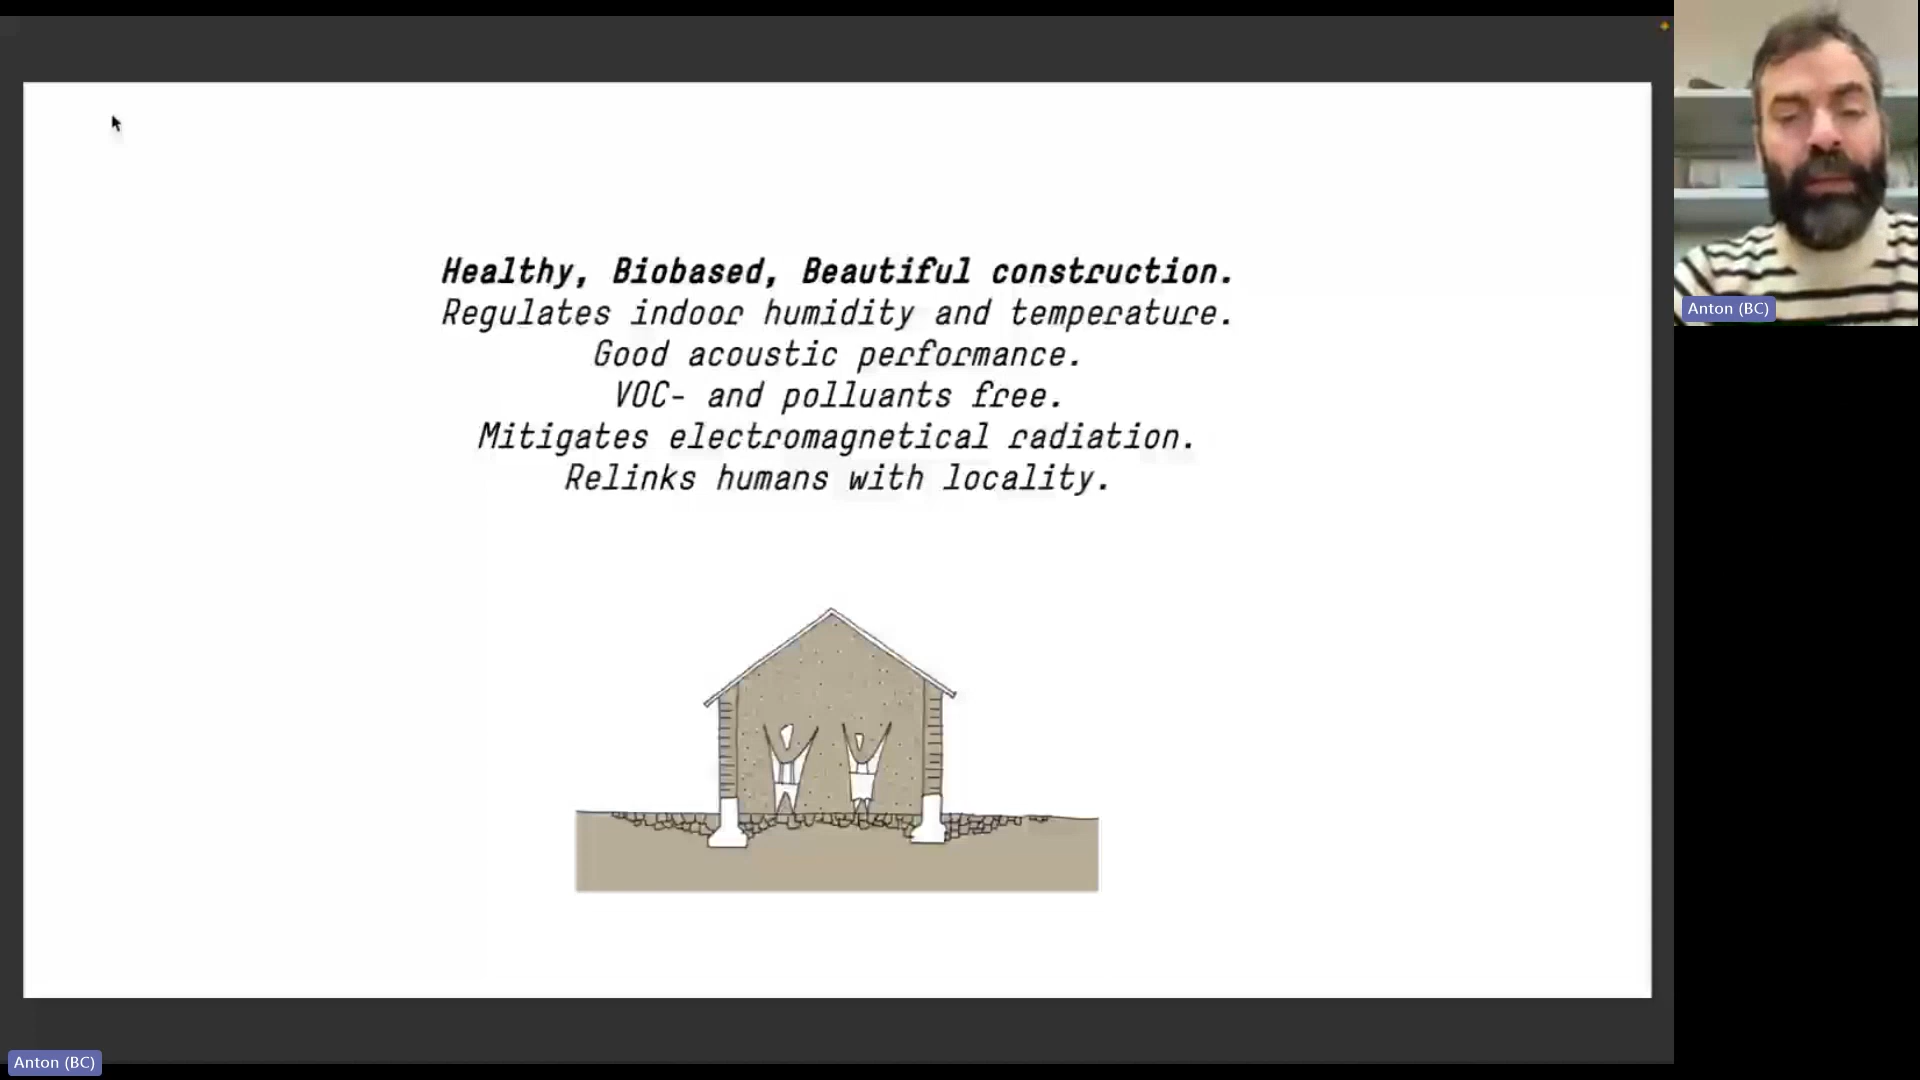 Healthy, Biobased, Beautiful construction.
Regulates indoor humidity and temperature.
Good acoustic performance.
VOC- and polluants free.
Mitigates electromagnetical radiation.
Relinks humans with locality.
Anton (BC)
Anton (BC)